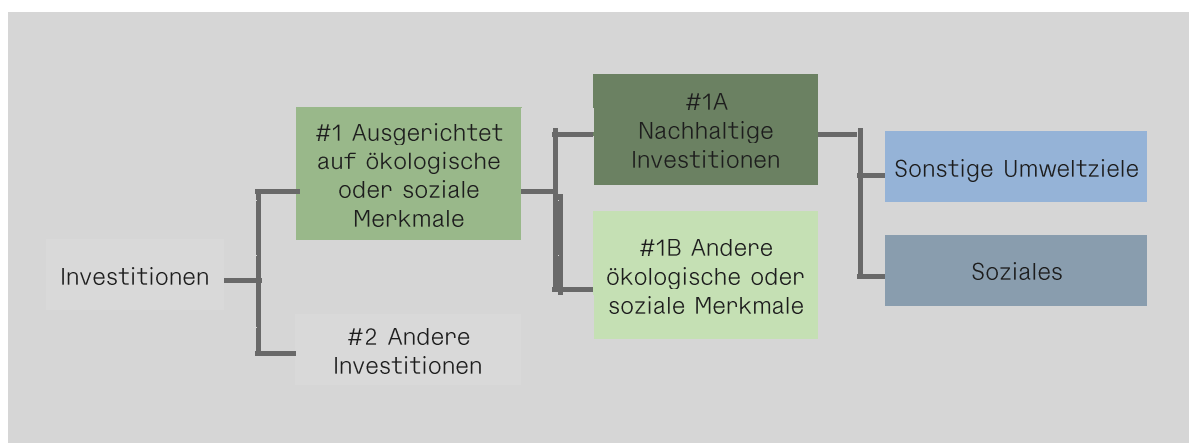 Investitionen
#1 Ausgerichtet
auf ökologische
oder soziale
Merkmale
#2 Andere
Investitionen
#1A
Nachhaltige
Investitionen
#1B Andere
ökologische oder
soziale Merkmale
Sonstige Umweltziele
Soziales